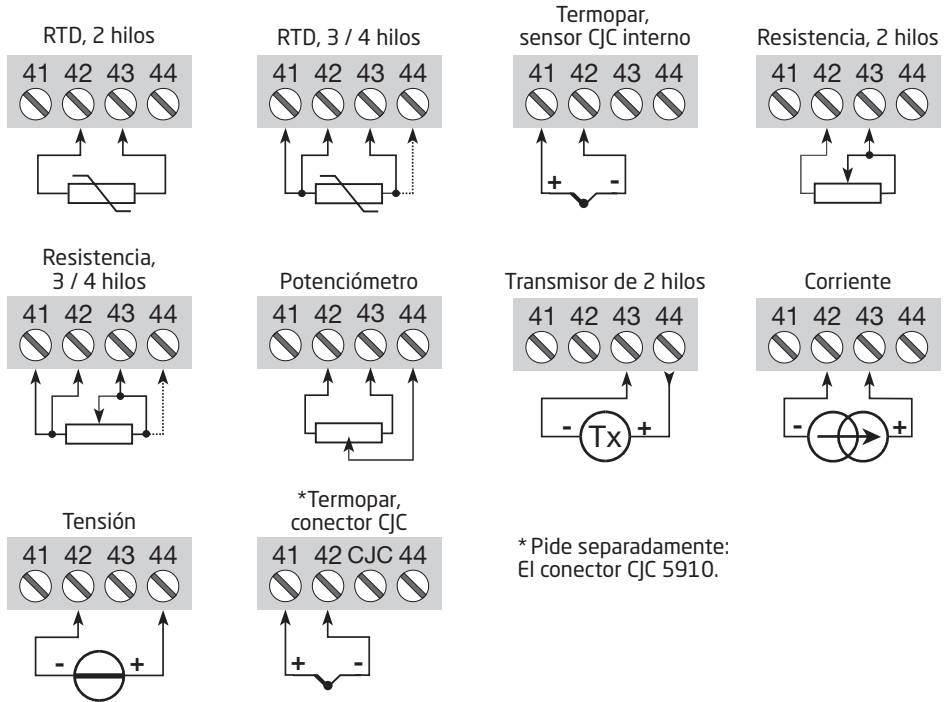 RTD, 2 hilos
41 42 43 44
RTD, 3 / 4 hilos
41 42 43 44
Termopar,
sensor CJC interno
41 42 43 44
+ -
Resistencia, 2 hilos
41 42 43 44
Resistencia,
3 / 4 hilos
41 42 43 44
Potenciómetro
41 42 43 44
Transmisor de 2 hilos
41 42 43 44
- Tx +
Corriente
41 42 43 44
- +
Tensión
41 42 43 44
- +
*Termopar,
conector CJC
41 42 CJC 44
+ -
* Pide separadamente:
El conector CJC 5910.